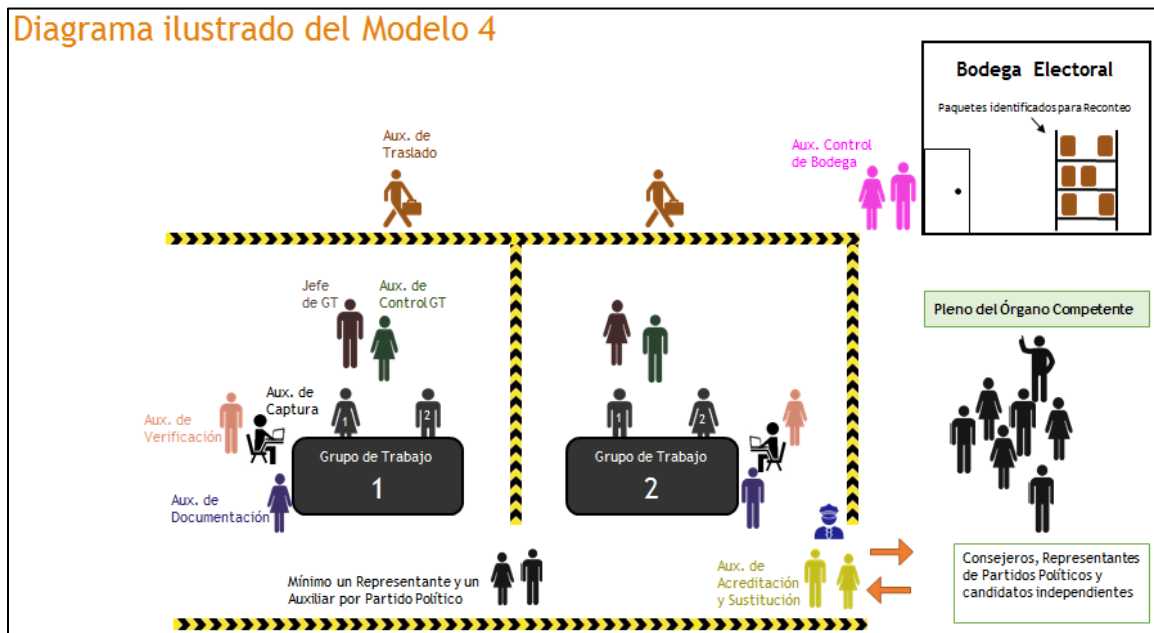 Diagrama ilustrado del Modelo 4
Bodega Electoral
Paquetes identificados para Reconteo
Aux. de
Traslado
Aux. Control
de Bodega
Jefe
de GT
Aux. de
Control GT
Pleno del Órgano Competente
Aux. de
Captura
Aux. de
Verificación
1
2
1
2
Grupo de Trabajo
1
Grupo de Trabajo
2
Aux. de
Documentación
Mínimo un Representante y un
Auxiliar por Partido Político
Aux. de
Acreditación
y Sustitución
Consejeros, Representantes
de Partidos Políticos y
candidatos independientes